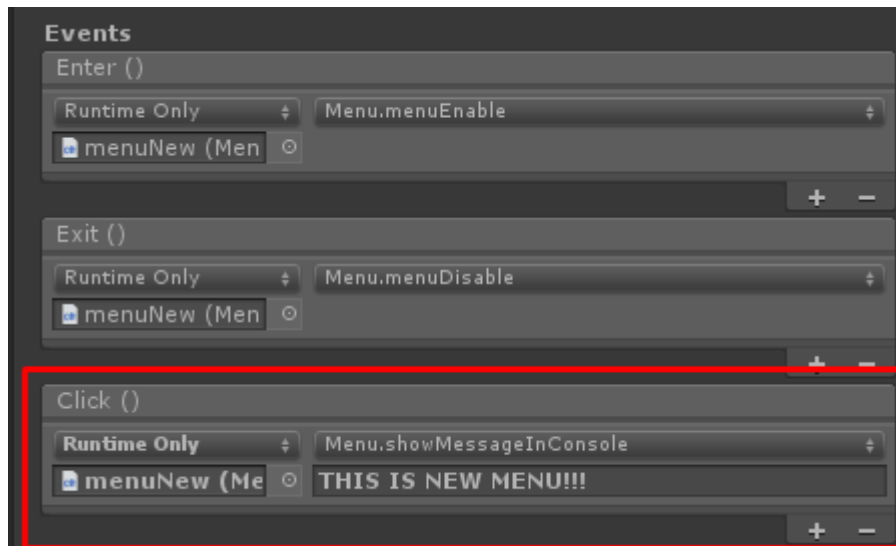 Events
Enter ()
Runtime Only Menu.menuEnable
menuNew (Men
+ -
Exit ()
Runtime Only Menu.menuDisable
menuNew (Men
+ -
Click ()
Runtime Only Menu.showMessageInConsole
menuNew (Me THIS IS NEW MENU!!!
+ -